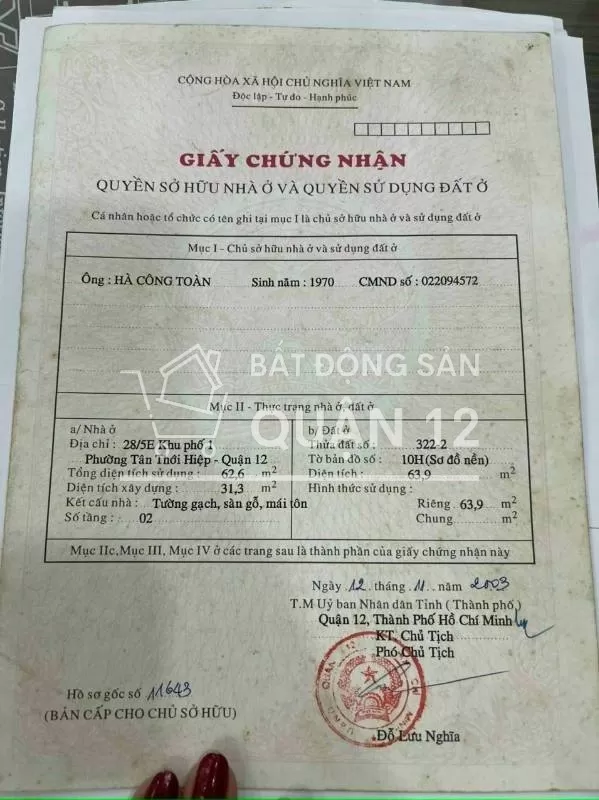 CỘNG HÒA XÃ HỘI CHỦ NGHĨA VIỆT NAM
Độc lập - Tự do - Hạnh phúc
GIẤY CHỨNG NHẬN
QUYỀN SỞ HỮU NHÀ Ở VÀ QUYỀN SỬ DỤNG ĐẤT Ở
Cá nhân hoặc tổ chức có tên ghi tại mục I là chủ sở hữu nhà ở và sử dụng đất ở
Mục I - Chủ sở hữu nhà ở và sử dụng đất ở
Ông : HÀ CÔNG TOÀN Sinh năm : 1970 CMND số : 022094572
BẤT ĐỘNG SẢN
QUẬN 12
Mục II - Thực trạng nhà ở, đất ở
a/ Nhà ở b/ Đất ở
Địa chỉ : 28/5E Khu phố 1 Thửa đất số : 322-2
Phường Tân Thới Hiệp - Quận 12 Tờ bản đồ số : 10H(Sơ đồ nền)
Tổng diện tích sử dụng : 62,6 m2 Diện tích : 63,9 m2
Diện tích xây dựng : 31,3 m2 Hình thức sử dụng :
Kết cấu nhà : Tường gạch, sàn gỗ, mái tôn Riêng : 63,9 m2
Số tầng : 02 Chung : m2
Mục IIc, Mục III, Mục IV ở các trang sau là thành phần của giấy chứng nhận này
Ngày 12 tháng 11 năm 2003
T.M Uỷ ban Nhân dân Tỉnh ( Thành phố )
Quận 12, Thành Phố Hồ Chí Minh
KT. Chủ Tịch
Phó Chủ Tịch
Hồ sơ gốc số 11643
(BẢN CẤP CHO CHỦ SỞ HỮU)
Đỗ Lưu Nghĩa